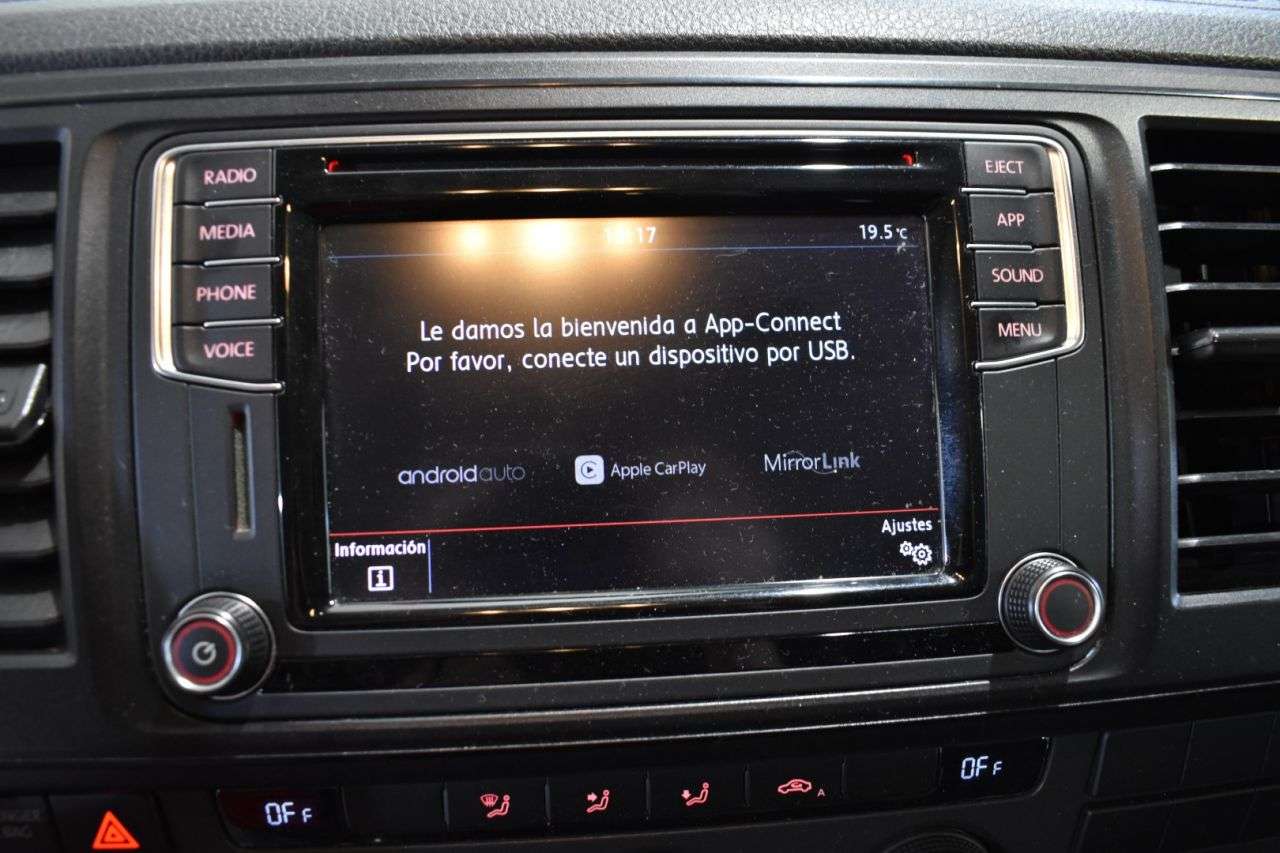 RADIO
MEDIA
PHONE
VOICE
EJECT
APP
SOUND
MENU
19.5°C
Le damos la bienvenida a App-Connect
Por favor, conecte un dispositivo por USB.
androidauto
Apple CarPlay
MirrorLink
Información
i
Ajustes
OFF
A
OFF